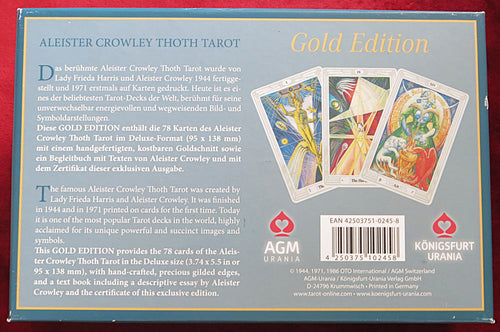 ALEISTER CROWLEY THOTH TAROT
Gold Edition
Das berühmte Aleister Crowley Thoth Tarot wurde von
Lady Frieda Harris und Aleister Crowley 1944 fertigge-
stellt und 1971 erstmals auf Karten gedruckt. Heute ist es ei-
nes der beliebtesten Tarot-Decks der Welt, berühmt für seine
unverwechselbar energievollen und wegweisenden Bild- und
Symboldarstellungen.
Diese GOLD EDITION enthält die 78 Karten des Aleister
Crowley Thoth Tarot im Deluxe-Format (95 x 138 mm)
mit einem handgefertigten, kostbaren Goldschnitt sowie
ein Begleitbuch mit Texten von Aleister Crowley und mit
dem Zertifikat dieser exklusiven Ausgabe.
The famous Aleister Crowley Thoth Tarot was created by
Lady Frieda Harris and Aleister Crowley. It was finished
in 1944 and in 1971 printed on cards for the first time. Today
it is one of the most popular Tarot decks in the world, highly
acclaimed for its unique powerful and succinct images and
symbols.
This GOLD EDITION provides the 78 cards of the Aleis-
ter Crowley Thoth Tarot in the Deluxe size (3.74 x 5.5 in or
95 x 138 mm), with hand-crafted, precious gilded edges,
and a text book including a descriptive essay by Aleister
Crowley and the certificate of this exclusive edition.
AGM
URANIA
EAN 42503751-0245-8
4 250375 102458
KÖNIGSFURT
URANIA
© 1944, 1971, 1986 OTO International / AGM Switzerland
AGM-Urania / Königsfurt-Urania Verlag GmbH
D-24796 Krummwisch - Printed in Germany
www.tarot-online.com • www.koenigsfurt-urania.com